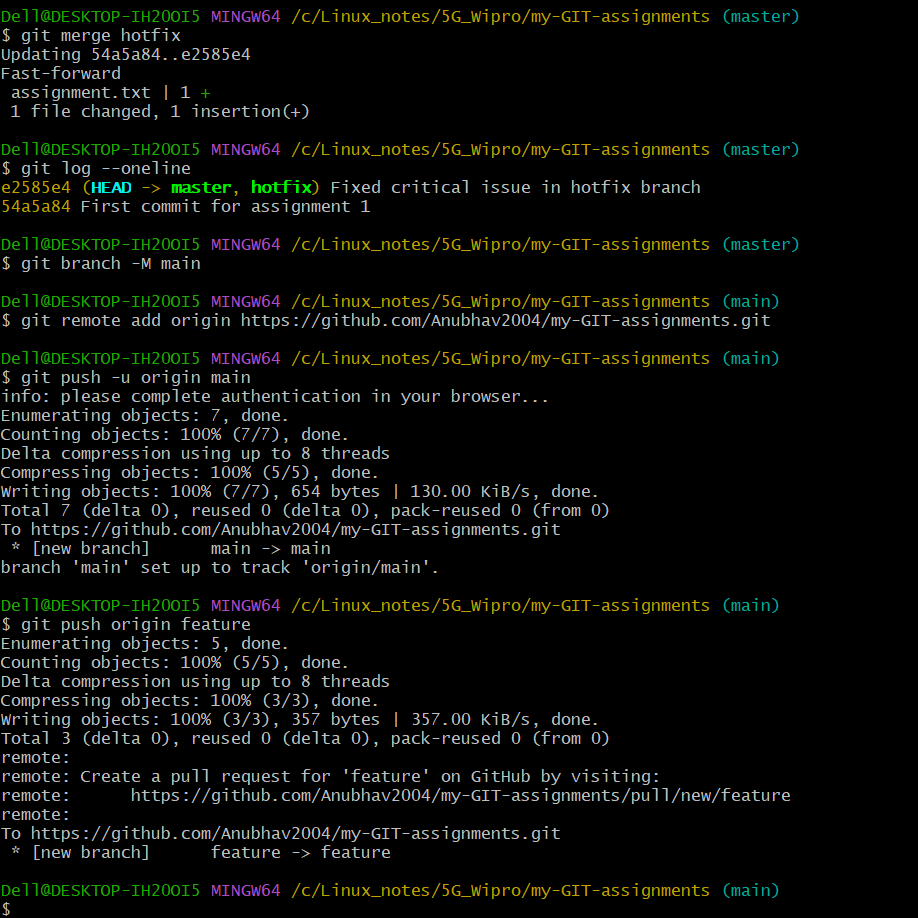 Dell@DESKTOP-IH2OOI5 MINGW64 /c/Linux_notes/5G_Wipro/my-GIT-assignments (master)
$ git merge hotfix
Updating 54a5a84..e2585e4
Fast-forward
 assignment.txt | 1 +
 1 file changed, 1 insertion(+)

Dell@DESKTOP-IH2OOI5 MINGW64 /c/Linux_notes/5G_Wipro/my-GIT-assignments (master)
$ git log --oneline
e2585e4 (HEAD -> master, hotfix) Fixed critical issue in hotfix branch
54a5a84 First commit for assignment 1

Dell@DESKTOP-IH2OOI5 MINGW64 /c/Linux_notes/5G_Wipro/my-GIT-assignments (master)
$ git branch -M main

Dell@DESKTOP-IH2OOI5 MINGW64 /c/Linux_notes/5G_Wipro/my-GIT-assignments (main)
$ git remote add origin https://github.com/Anubhav2004/my-GIT-assignments.git

Dell@DESKTOP-IH2OOI5 MINGW64 /c/Linux_notes/5G_Wipro/my-GIT-assignments (main)
$ git push -u origin main
info: please complete authentication in your browser...
Enumerating objects: 7, done.
Counting objects: 100% (7/7), done.
Delta compression using up to 8 threads
Compressing objects: 100% (5/5), done.
Writing objects: 100% (7/7), 654 bytes | 130.00 KiB/s, done.
Total 7 (delta 0), reused 0 (delta 0), pack-reused 0 (from 0)
To https://github.com/Anubhav2004/my-GIT-assignments.git
 * [new branch]      main -> main
branch 'main' set up to track 'origin/main'.

Dell@DESKTOP-IH2OOI5 MINGW64 /c/Linux_notes/5G_Wipro/my-GIT-assignments (main)
$ git push origin feature
Enumerating objects: 5, done.
Counting objects: 100% (5/5), done.
Delta compression using up to 8 threads
Compressing objects: 100% (3/3), done.
Writing objects: 100% (3/3), 357 bytes | 357.00 KiB/s, done.
Total 3 (delta 0), reused 0 (delta 0), pack-reused 0 (from 0)
remote:
remote: Create a pull request for 'feature' on GitHub by visiting:
remote:      https://github.com/Anubhav2004/my-GIT-assignments/pull/new/feature
remote:
To https://github.com/Anubhav2004/my-GIT-assignments.git
 * [new branch]      feature -> feature

Dell@DESKTOP-IH2OOI5 MINGW64 /c/Linux_notes/5G_Wipro/my-GIT-assignments (main)
$